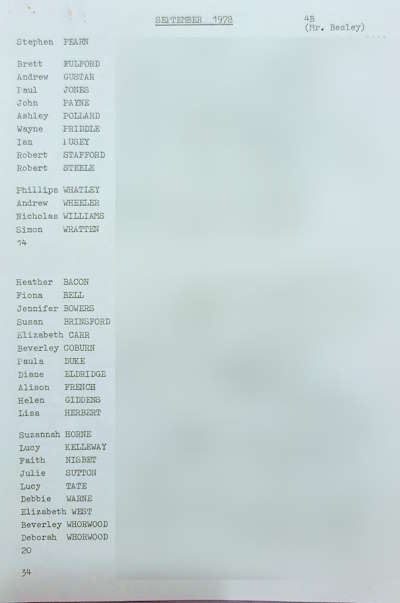 SEPTEMBER 1978
4B
(Mr. Besley)
Stephen FEARN
Brett FULFORD
Andrew GUSTAR
Paul JONES
John PAYNE
Ashley POLLARD
Wayne PRIDDLE
Ian PUSEY
Robert STAFFORD
Robert STEELE
Phillips WHATLEY
Andrew WHEELER
Nicholas WILLIAMS
Simon WRATTEN
14
Heather BACON
Fiona BELL
Jennifer BOWERS
Susan BRINSFORD
Elizabeth CARR
Beverley COBURN
Paula DUKE
Diane ELDRIDGE
Alison FRENCH
Helen GIDDENS
Lisa HERBERT
Suzannah HORNE
Lucy KELLEWAY
Faith NISBET
Julie SUTTON
Lucy TATE
Debbie WARNE
Elizabeth WEST
Beverley WHORWOOD
Deborah WHORWOOD
20
34